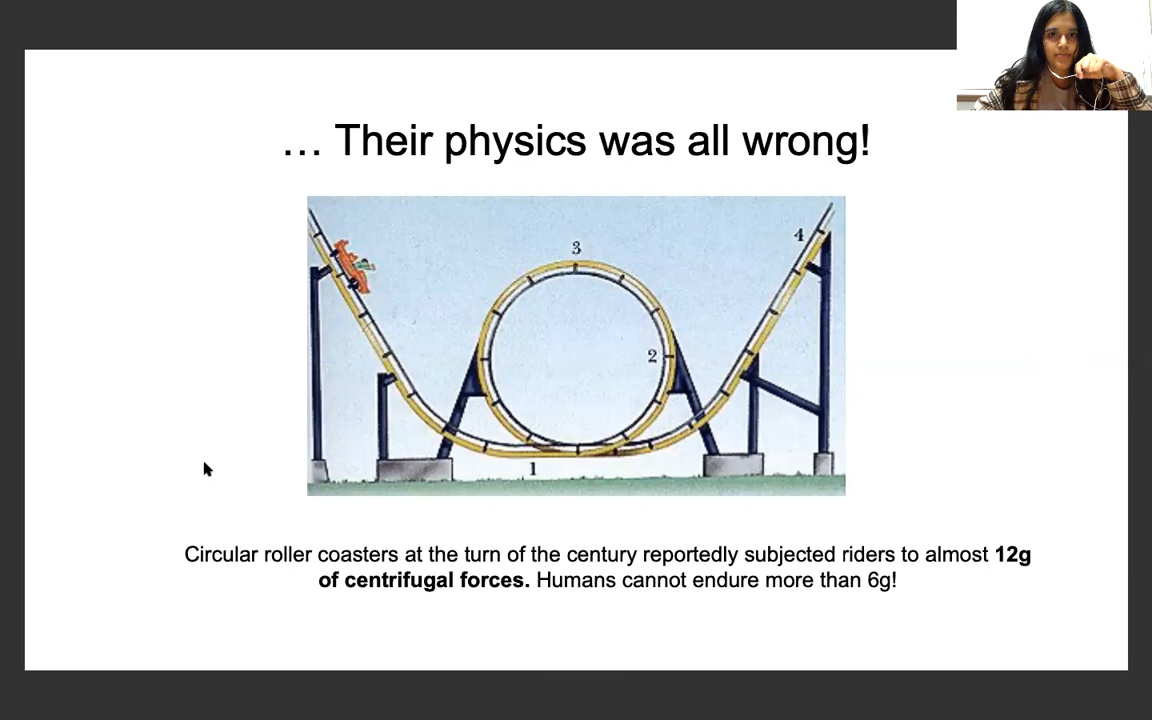 … Their physics was all wrong!
3
4
2
1
Circular roller coasters at the turn of the century reportedly subjected riders to almost 12g
of centrifugal forces. Humans cannot endure more than 6g!